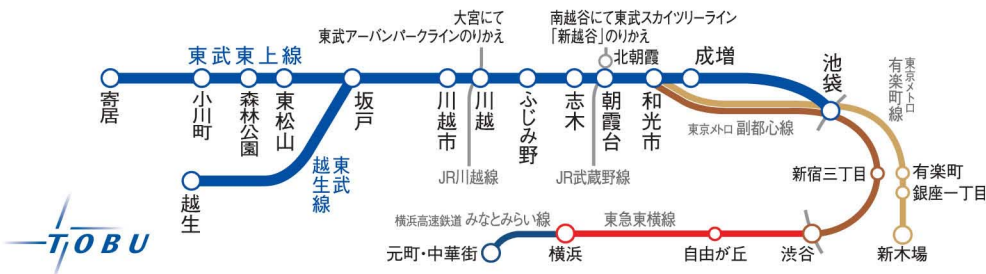 大宮にて
東武アーバンパークラインのりかえ
南越谷にて東武スカイツリーライン
「新越谷」のりかえ
東武東上線
北朝霞
成増
池袋
東京メトロ
有楽町線
寄居
小川町
森林公園
東松山
坂戸
川越市
川越
ふじみ野
志木
朝霞台
和光市
東京メトロ 副都心線
東武
越生線
越生
JR川越線
JR武蔵野線
新宿三丁目
有楽町
銀座一丁目
横浜高速鉄道 みなとみらい線
東急東横線
元町・中華街
横浜
自由が丘
渋谷
新木場
TOBU